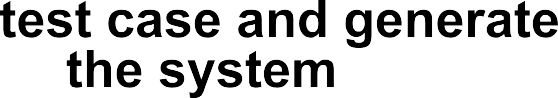 test case and generate
the system